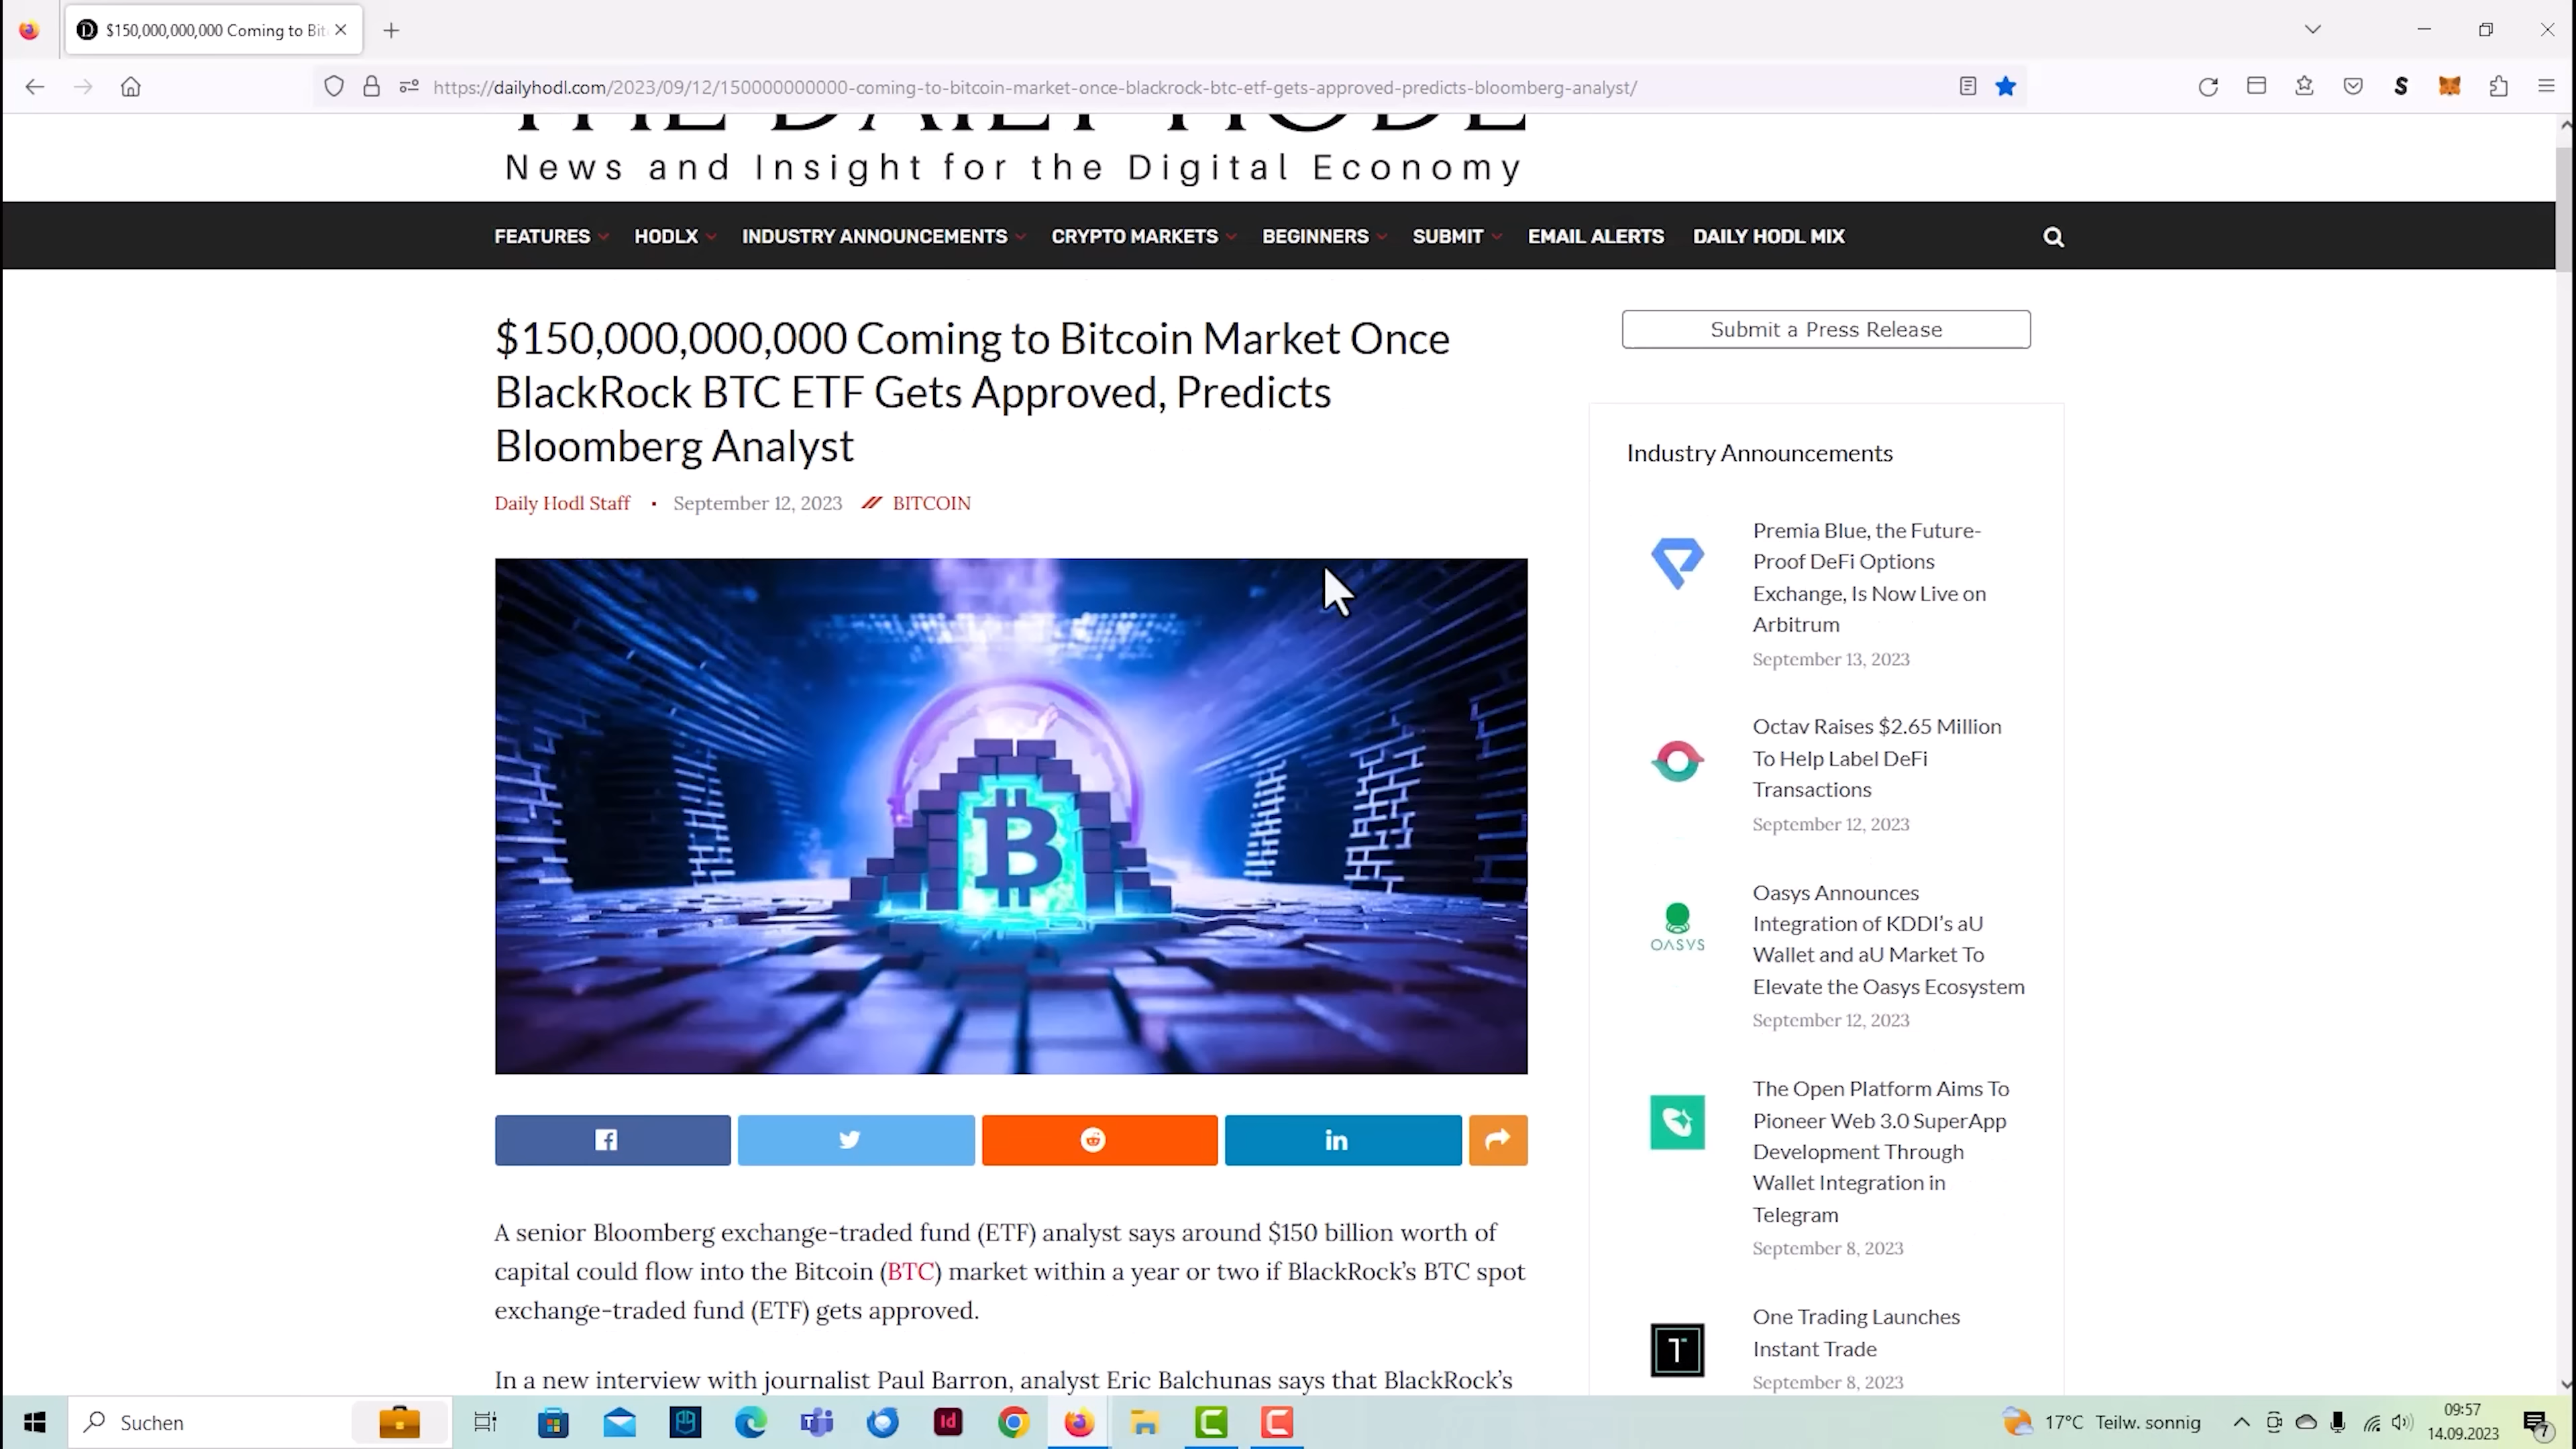 $150,000,000,000 Coming to Bit
https://dailyhodl.com/2023/09/12/150000000000-coming-to-bitcoin-market-once-blackrock-btc-etf-gets-approved-predicts-bloomberg-analyst/
THE DAILY HODL
News and Insight for the Digital Economy
FEATURES HODLX INDUSTRY ANNOUNCEMENTS CRYPTO MARKETS BEGINNERS SUBMIT EMAIL ALERTS DAILY HODL MIX
$150,000,000,000 Coming to Bitcoin Market Once
BlackRock BTC ETF Gets Approved, Predicts
Bloomberg Analyst
Daily Hodl Staff • September 12, 2023 BITCOIN
A senior Bloomberg exchange-traded fund (ETF) analyst says around $150 billion worth of
capital could flow into the Bitcoin (BTC) market within a year or two if BlackRock’s BTC spot
exchange-traded fund (ETF) gets approved.
In a new interview with journalist Paul Barron, analyst Eric Balchunas says that BlackRock’s
Submit a Press Release
Industry Announcements
Premia Blue, the Future-
Proof DeFi Options
Exchange, Is Now Live on
Arbitrum
September 13, 2023
Octav Raises $2.65 Million
To Help Label DeFi
Transactions
September 12, 2023
OASYS
Oasys Announces
Integration of KDDI’s aU
Wallet and aU Market To
Elevate the Oasys Ecosystem
September 12, 2023
The Open Platform Aims To
Pioneer Web 3.0 SuperApp
Development Through
Wallet Integration in
Telegram
September 8, 2023
One Trading Launches
Instant Trade
September 8, 2023
Suchen
17°C Teilw. sonnig
09:57
14.09.2023
7